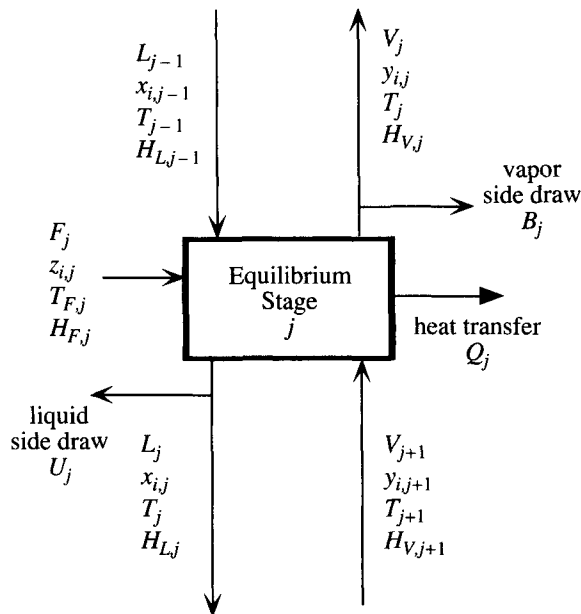 L_{j−1}
x_{i,j−1}
T_{j−1}
H_{L,j−1}
V_j
y_{i,j}
T_j
H_{V,j}
vapor
side draw
B_j
F_j
z_{i,j}
T_{F,j}
H_{F,j}
Equilibrium
Stage
j
heat transfer
Q_j
liquid
side draw
U_j
L_j
x_{i,j}
T_j
H_{L,j}
V_{j+1}
y_{i,j+1}
T_{j+1}
H_{V,j+1}